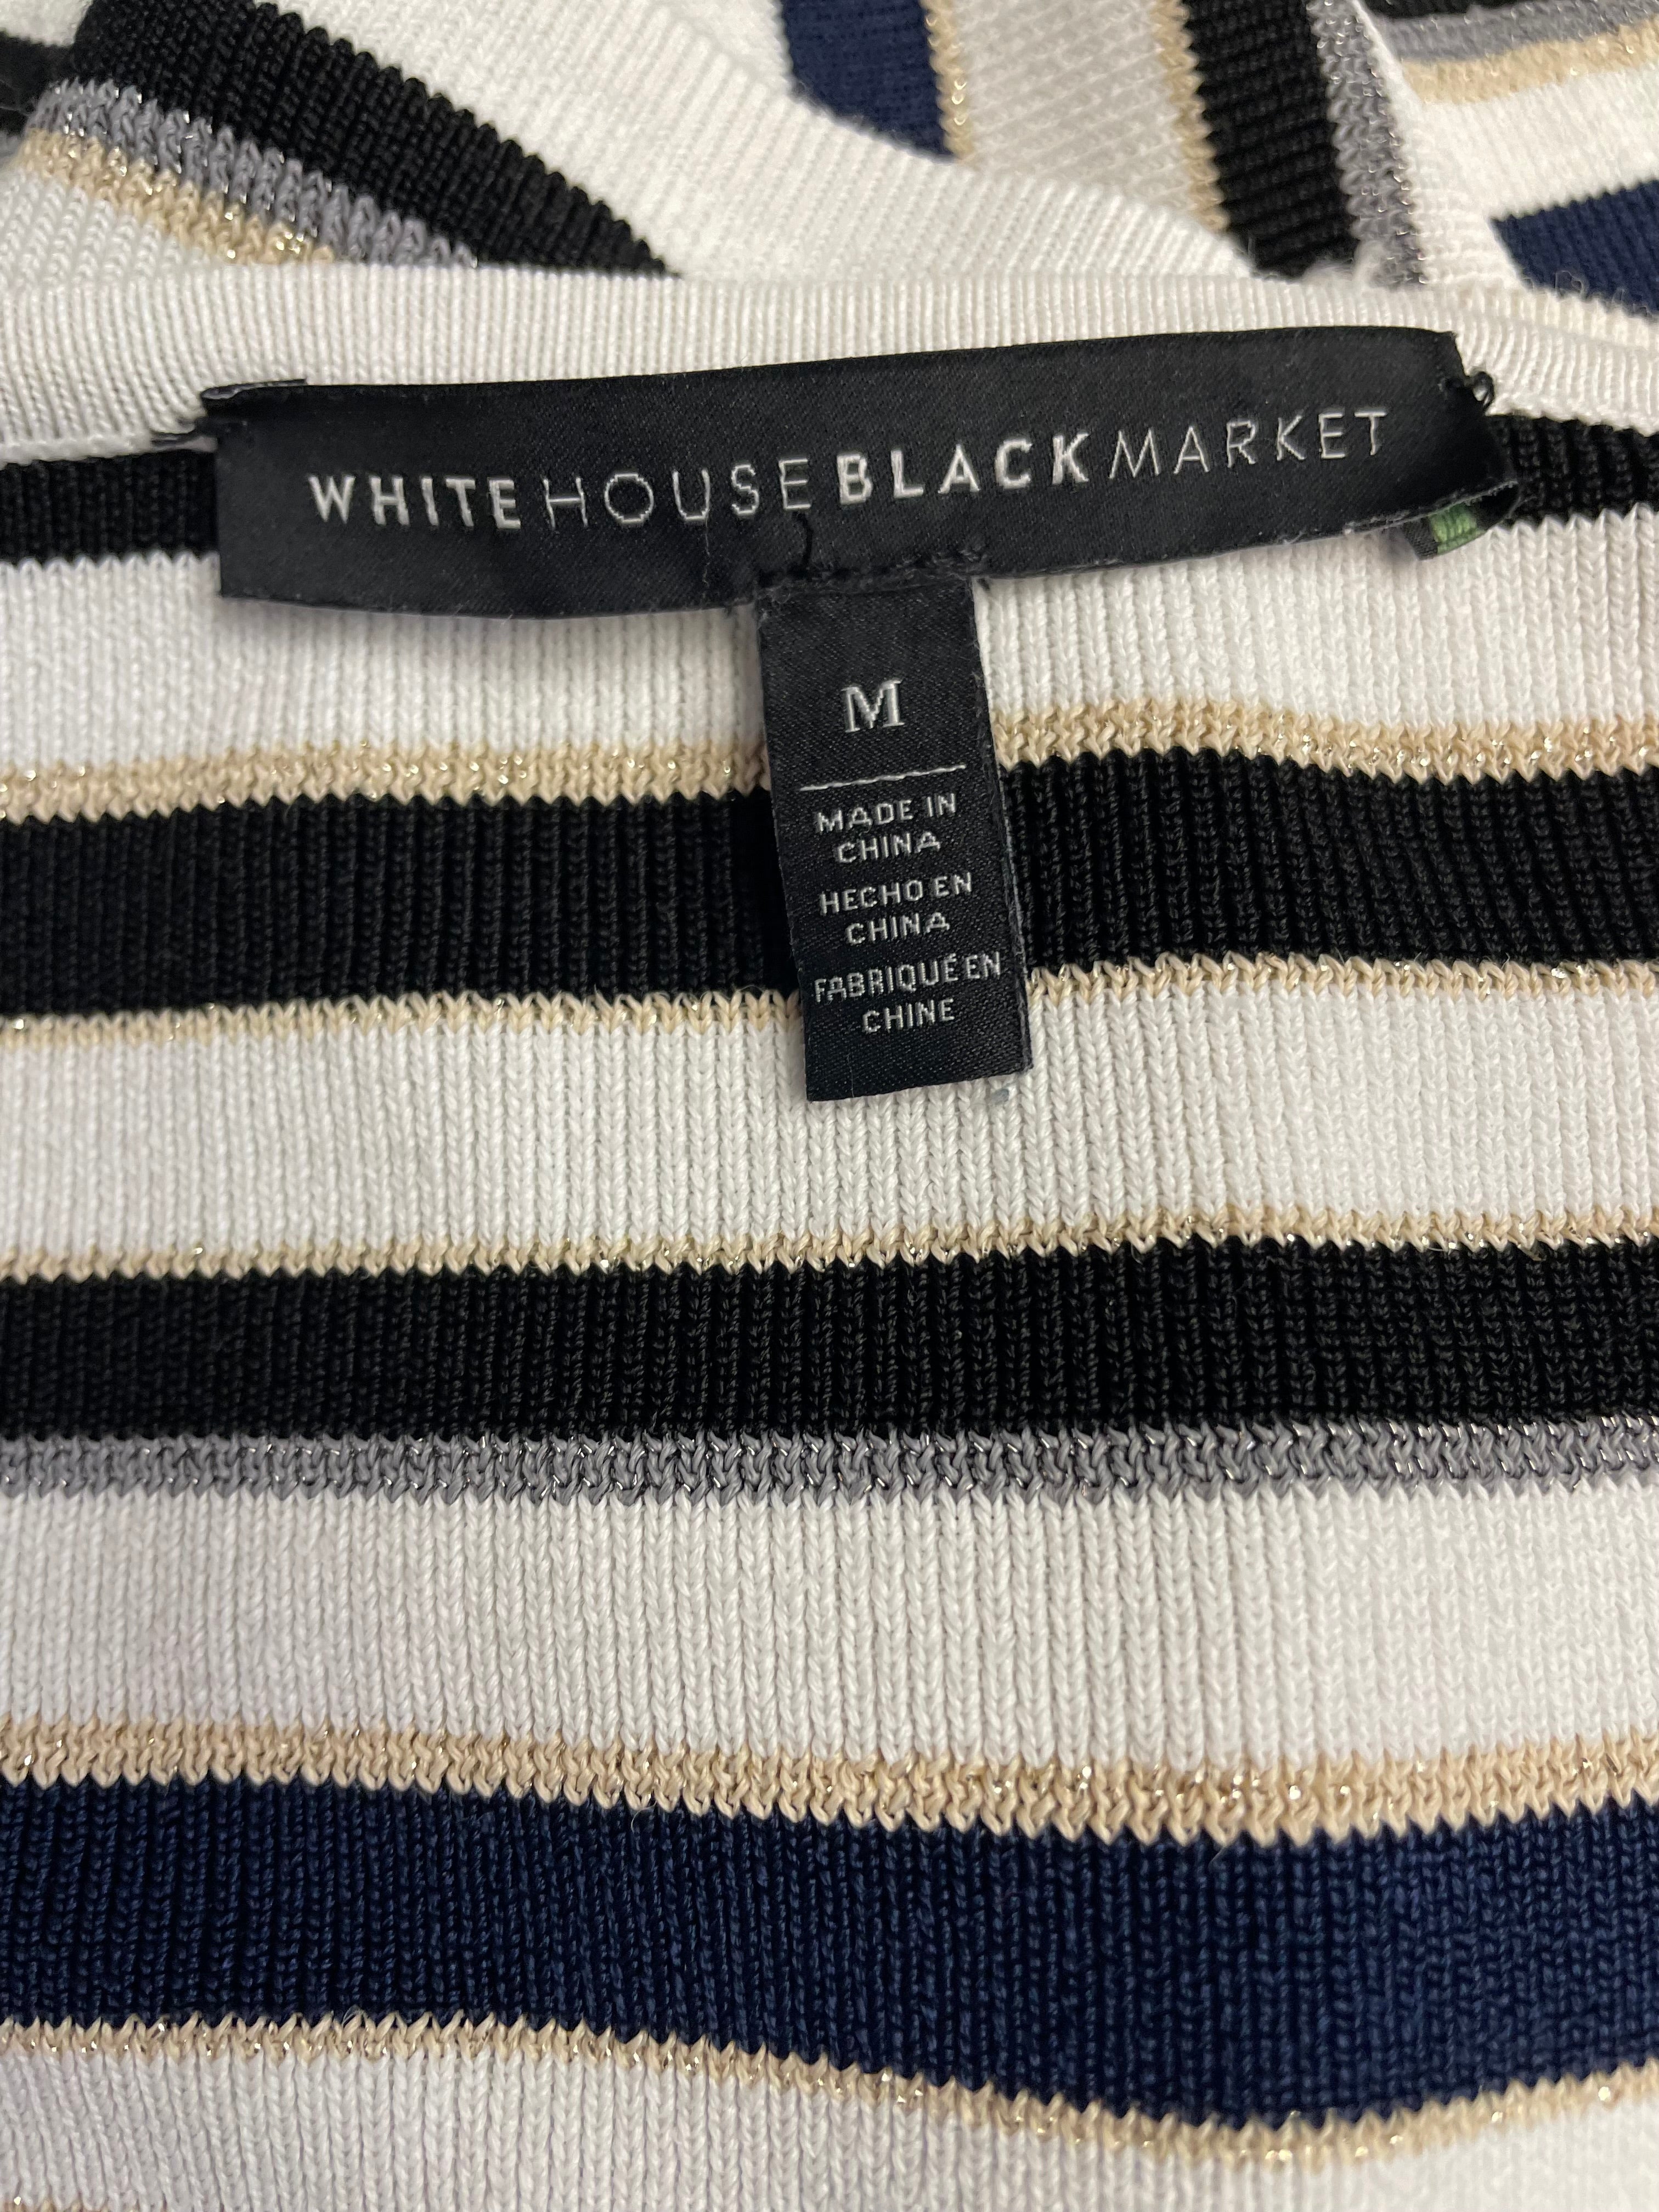 WHITE HOUSE BLACK MARKET
M
MADE IN
CHINA
HECHO EN
CHINA
FABRIQUÉ EN
CHINE